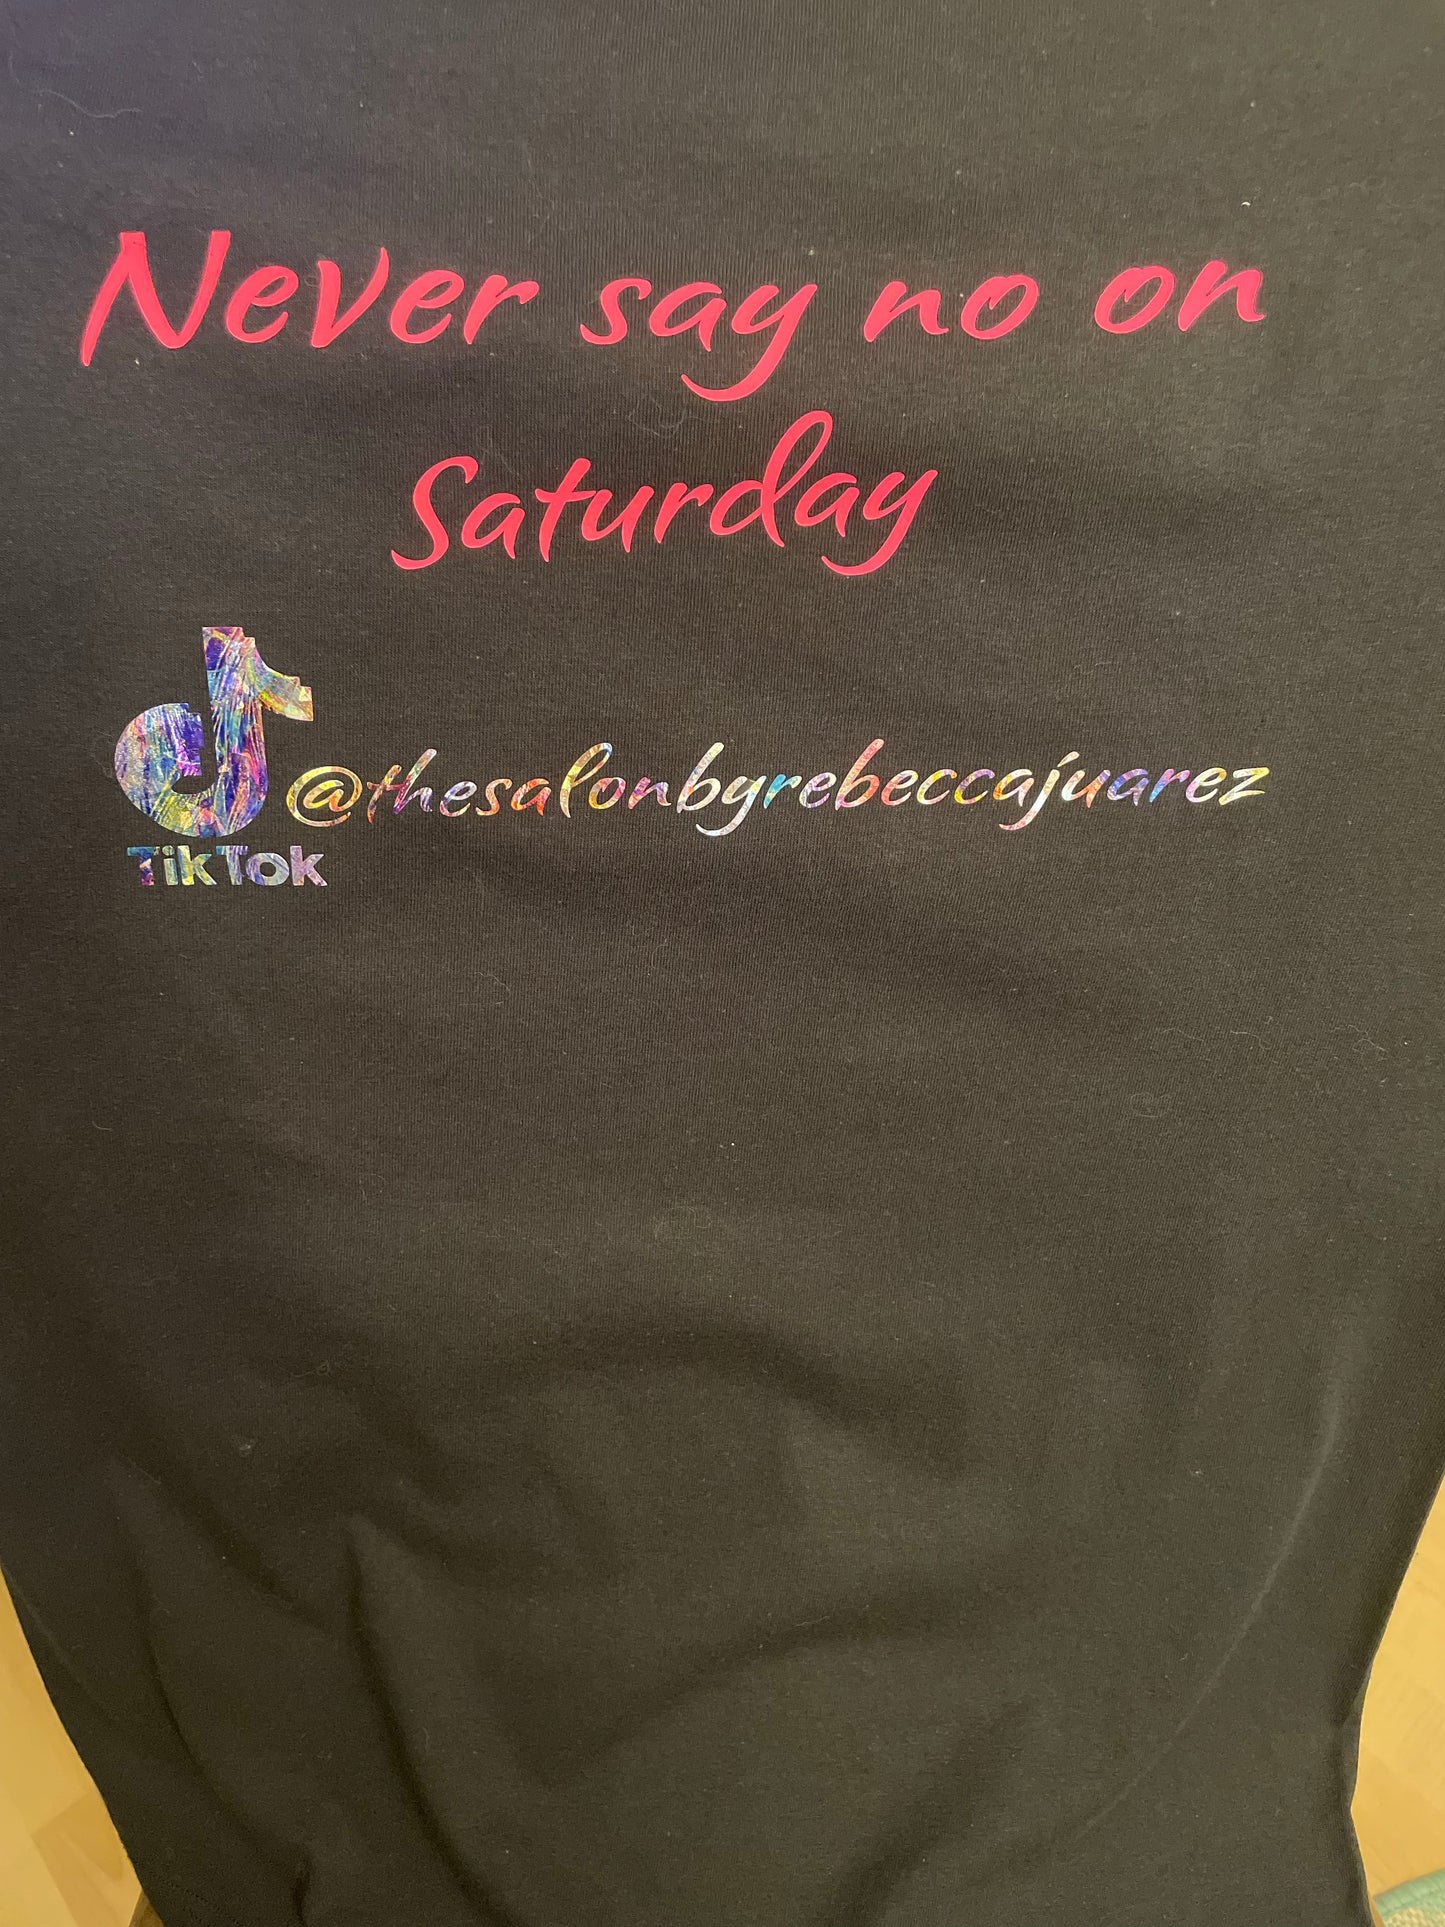 Never say no on
Saturday
@thesalonbyrebeccajuarez
TikTok